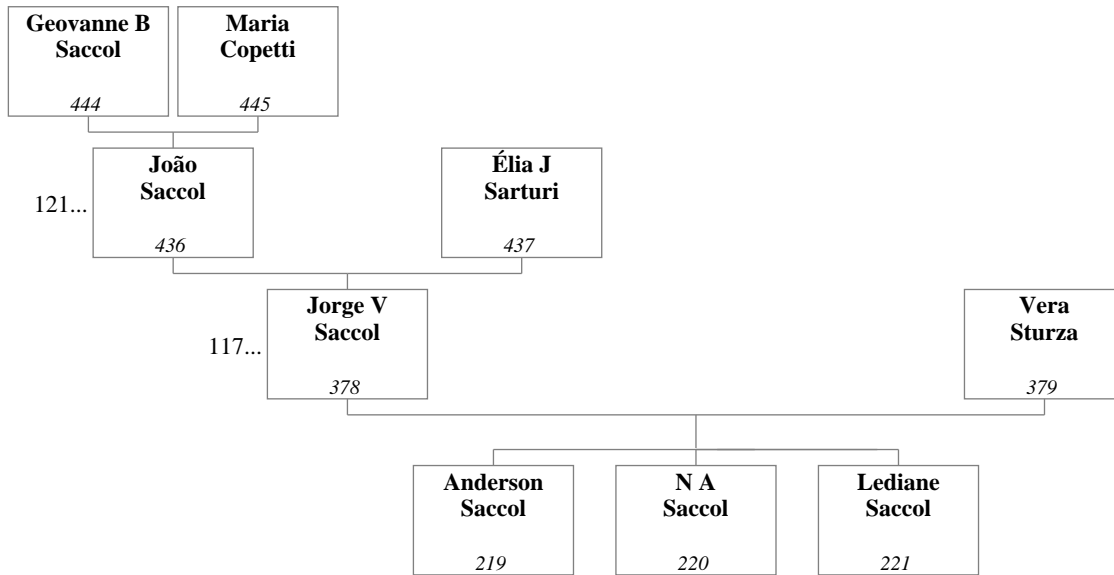 Geovanne B
Saccol
444
Maria
Copetti
445
121...
João
Saccol
436
Élia J
Sarturi
437
117...
Jorge V
Saccol
378
Vera
Sturza
379
Anderson
Saccol
219
N A
Saccol
220
Lediane
Saccol
221